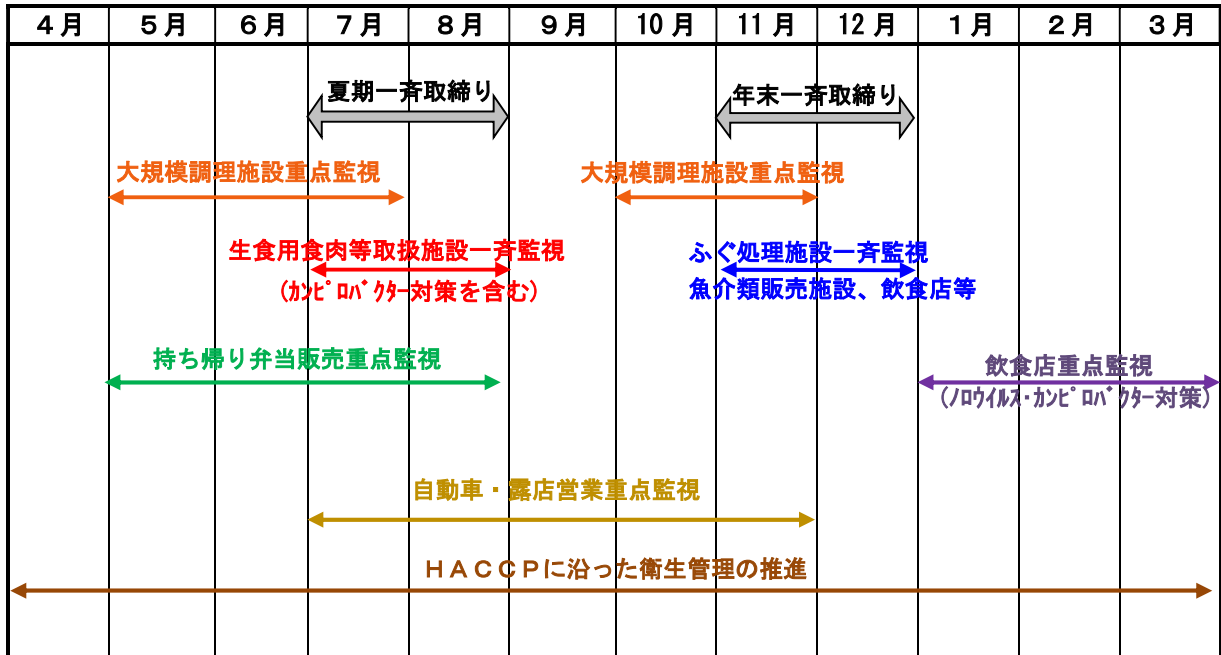 ４月 ５月 ６月 ７月 ８月 ９月 10月 11月 12月 １月 ２月 ３月
夏期一斉取締り
年末一斉取締り
大規模調理施設重点監視
大規模調理施設重点監視
生食用食肉等取扱施設一斉監視
(ｶﾝﾋﾟﾛﾊﾞｸﾀｰ対策を含む)
ふぐ処理施設一斉監視
魚介類販売施設、飲食店等
持ち帰り弁当販売重点監視
飲食店重点監視
(ﾉﾛｳｲﾙｽ・ｶﾝﾋﾟﾛﾊﾞｸﾀｰ対策)
自動車・露店営業重点監視
ＨＡＣＣＰに沿った衛生管理の推進